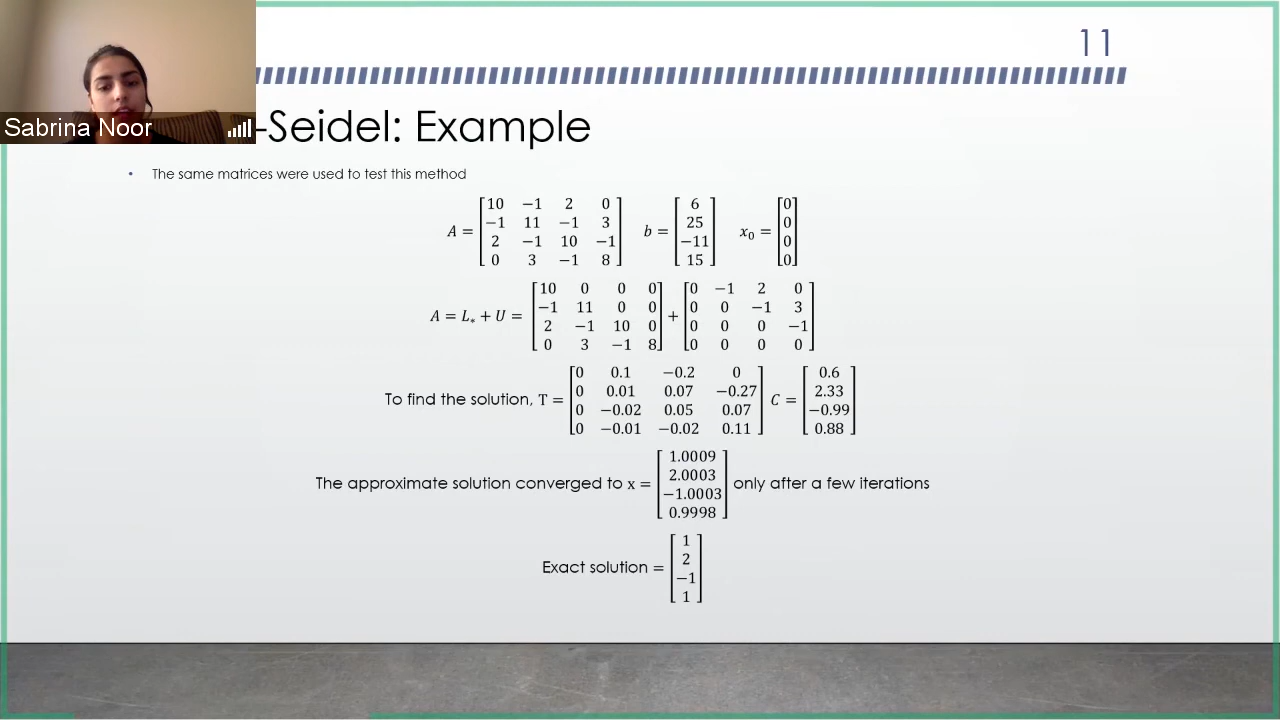 11
Sabrina Noor
-Seidel: Example
• The same matrices were used to test this method
A = [10 −1 2 0; −1 11 −1 3; 2 −1 10 −1; 0 3 −1 8] b = [6; 25; −11; 15] x₀ = [0; 0; 0; 0]
A = L∗ + U = [10 0 0 0; −1 11 0 0; 2 −1 10 0; 0 3 −1 8] + [0 −1 2 0; 0 0 −1 3; 0 0 0 −1; 0 0 0 0]
To find the solution, T = [0 0.1 −0.2 0; 0 0.01 0.07 −0.27; 0 −0.02 0.05 0.07; 0 −0.01 −0.02 0.11] C = [0.6; 2.33; −0.99; 0.88]
The approximate solution converged to x = [1.0009; 2.0003; −1.0003; 0.9998] only after a few iterations
Exact solution = [1; 2; −1; 1]